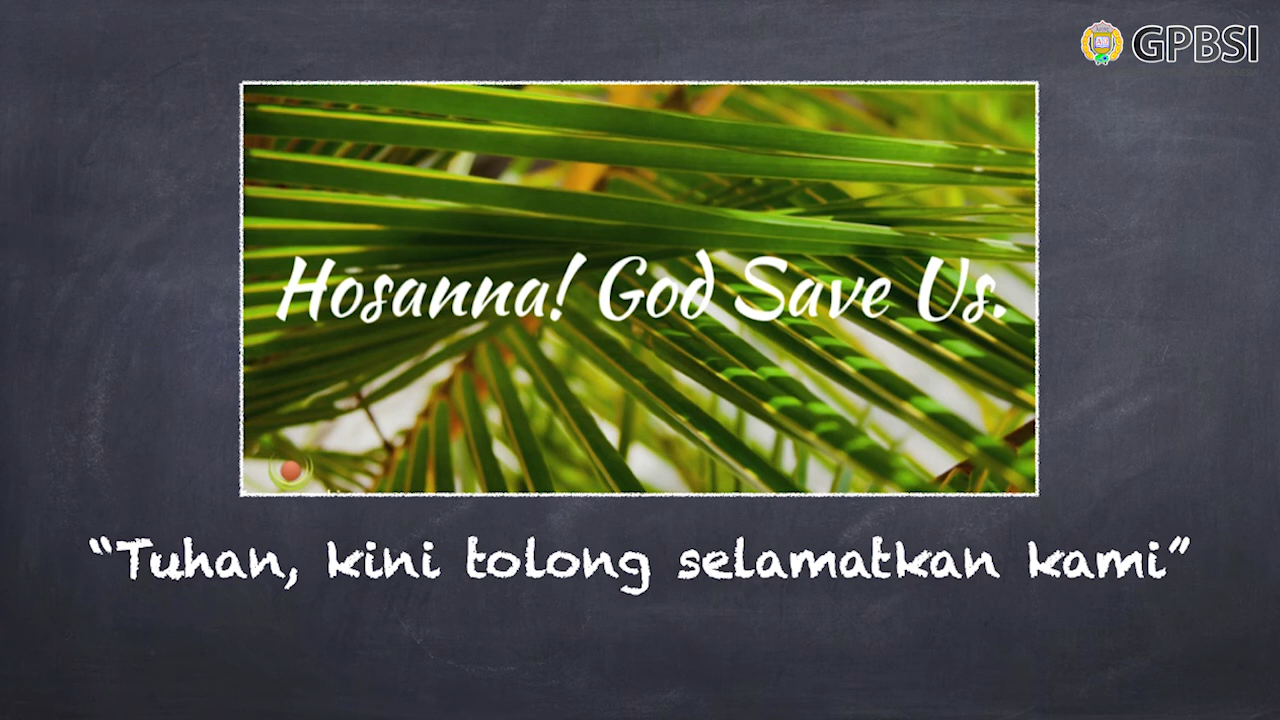 GPBSI
Hosanna! God Save Us.
“Tuhan, kini tolong selamatkan kami”